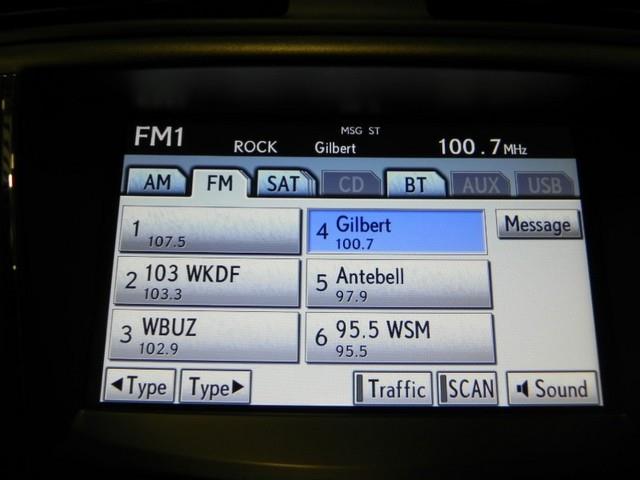 FM1 ROCK MSG ST Gilbert 100.7MHz
AM FM SAT CD BT AUX USB
1 107.5
4 Gilbert 100.7
Message
2 103 WKDF 103.3
5 Antebell 97.9
3 WBUZ 102.9
6 95.5 WSM 95.5
◄Type Type► Traffic SCAN Sound